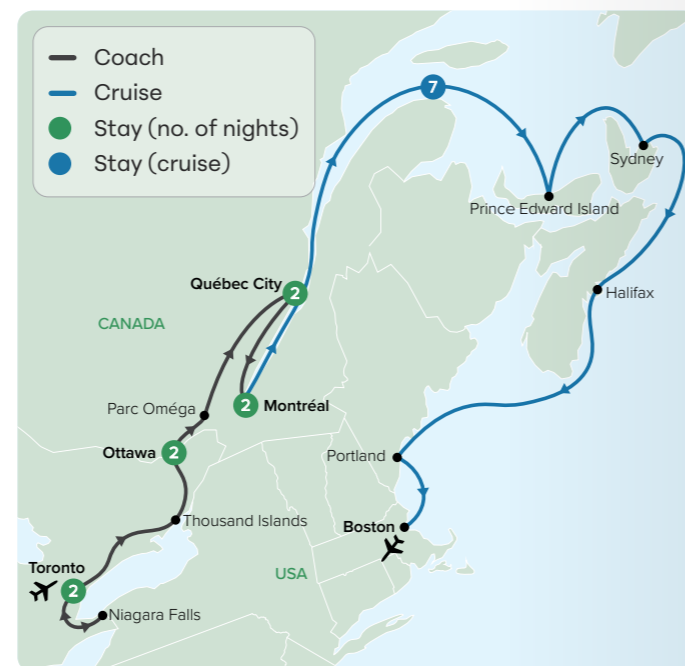 Coach
Cruise
Stay (no. of nights)
Stay (cruise)
7
Sydney
Prince Edward Island
Québec City
2
Halifax
CANADA
Parc Oméga
2
Montréal
Ottawa
2
Portland
Thousand Islands
Boston
Toronto
2
USA
Niagara Falls